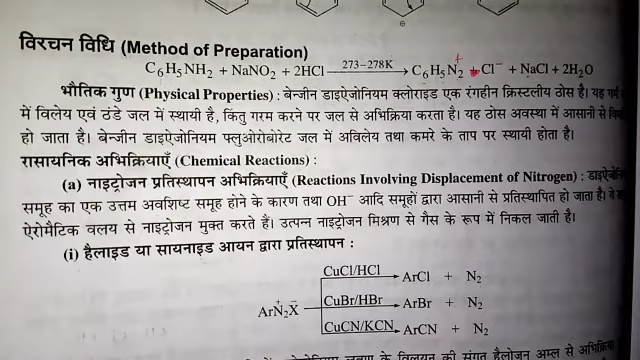 विरचन विधि (Method of Preparation)
C₆H₅NH₂ + NaNO₂ + 2HCl —273–278K→ C₆H₅N₂⁺ Cl⁻ + NaCl + 2H₂O
भौतिक गुण (Physical Properties) : बेन्जीन डाइऐजोनियम क्लोराइड एक रंगहीन क्रिस्टलीय ठोस है। यह
में विलेय एवं ठंडे जल में स्थायी है, किंतु गरम करने पर जल से अभिक्रिया करता है। यह ठोस अवस्था में आसानी से
हो जाता है। बेन्जीन डाइऐजोनियम फ्लुओरोबोरेट जल में अविलेय तथा कमरे के ताप पर स्थायी होता है।
रासायनिक अभिक्रियाएँ (Chemical Reactions) :
(a) नाइट्रोजन प्रतिस्थापन अभिक्रियाएँ (Reactions Involving Displacement of Nitrogen) :
समूह का एक उत्तम अवशिष्ट समूह होने के कारण तथा OH⁻ आदि समूहों द्वारा आसानी से प्रतिस्थापित हो जाता है। वे
ऐरोमैटिक वलय से नाइट्रोजन मुक्त करते हैं। उत्पन्न नाइट्रोजन मिश्रण से गैस के रूप में निकल जाती है।
(i) हैलाइड या सायनाइड आयन द्वारा प्रतिस्थापन :
CuCl/HCl → ArCl + N₂
ArN₂⁺X⁻ CuBr/HBr → ArBr + N₂
CuCN/KCN → ArCN + N₂
के विलयन की संगत हैलोजन अम्ल से